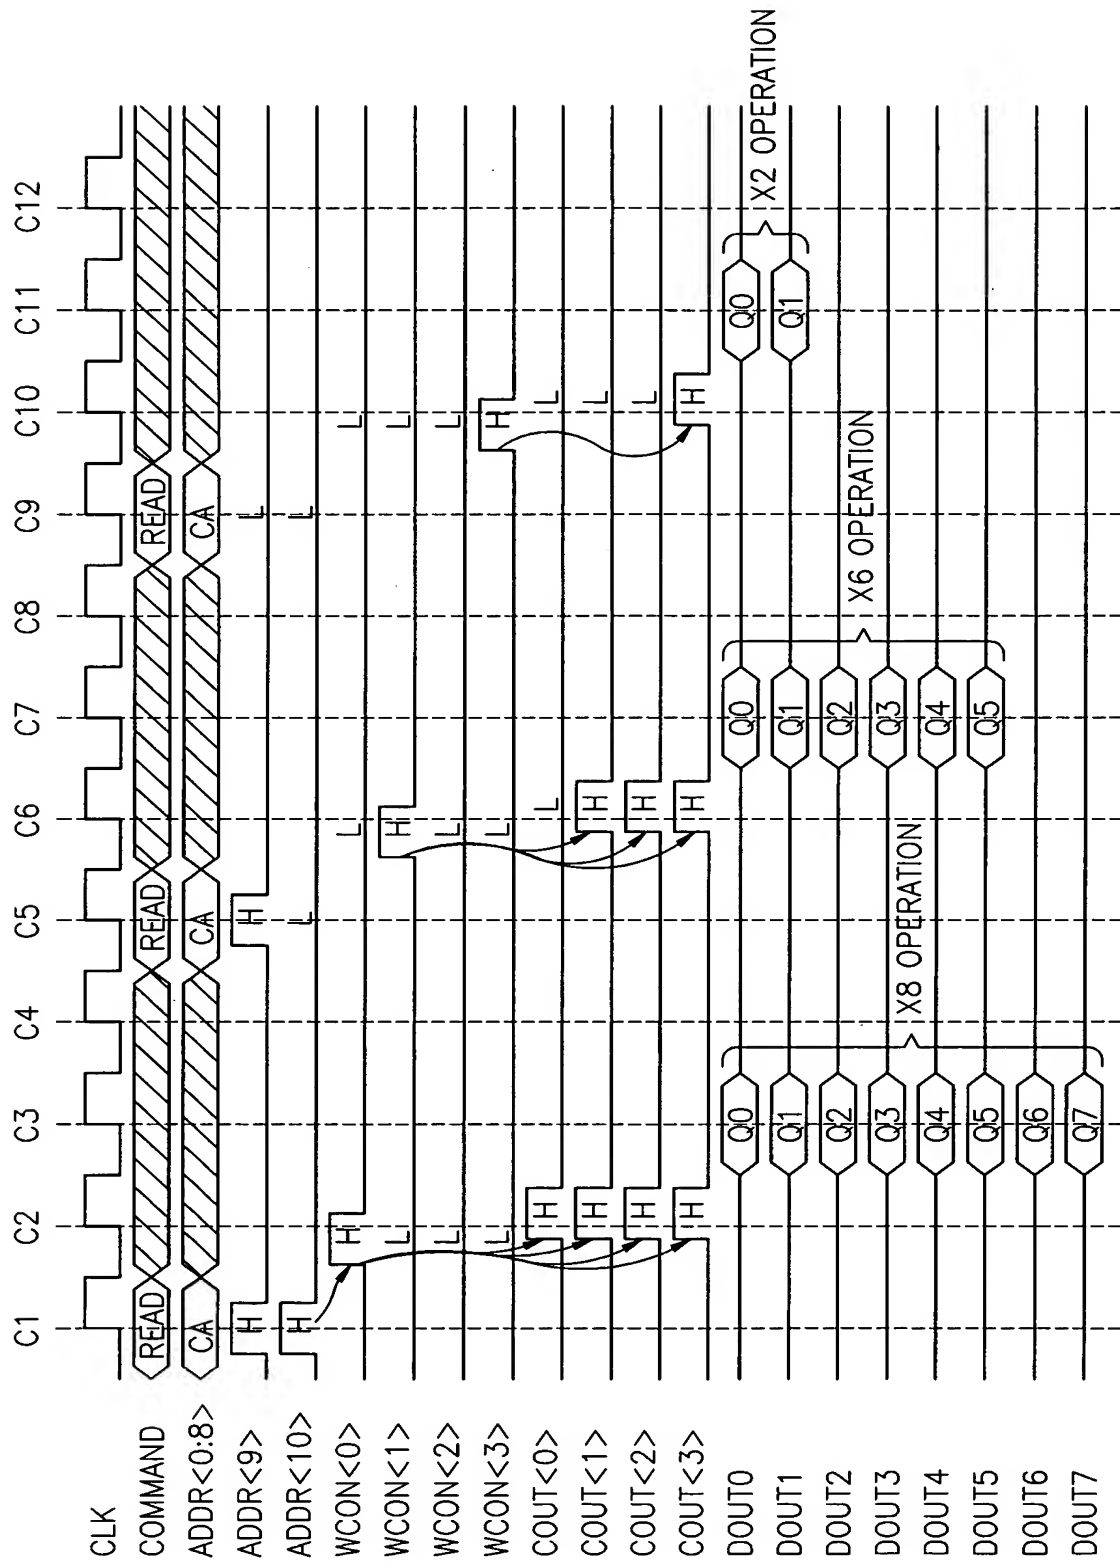 C1 C2 C3 C4 C5 C6 C7 C8 C9 C10 C11 C12
CLK
COMMAND READ READ READ
ADDR<0:8> CA CA CA
ADDR<9> H H L
ADDR<10> H L L
WCON<0> H L L
WCON<1> L H L
WCON<2> L L L
WCON<3> L L H
COUT<0> H L L
COUT<1> H H L
COUT<2> H H L
COUT<3> H H H
DOUT0 Q0 Q0 Q0
DOUT1 Q1 Q1 Q1
DOUT2 Q2 Q2
DOUT3 Q3 Q3
DOUT4 Q4 Q4
DOUT5 Q5 Q5
DOUT6 Q6
DOUT7 Q7
X8 OPERATION
X6 OPERATION
X2 OPERATION